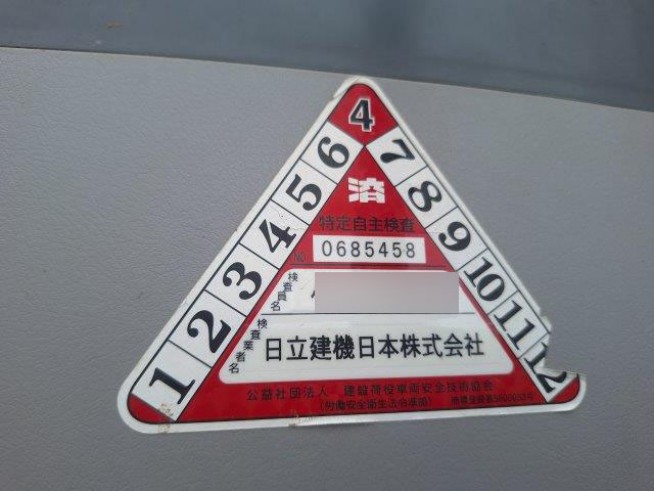 4
1
2
3
4
5
6
7
8
9
10
11
12
済
特定自主検査
No 0685458
検査員名
検査業者名
日立建機日本株式会社
公益社団法人 建設荷役車両安全技術協会
(労働安全衛生法令準拠)